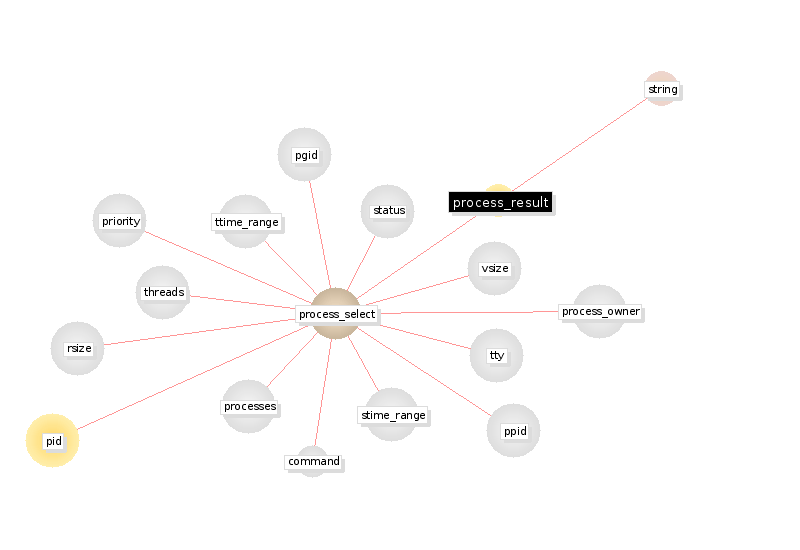 string
pgid
process_result
status
priority
ttime_range
vsize
threads
process_owner
process_select
rsize
tty
processes
stime_range
ppid
pid
command